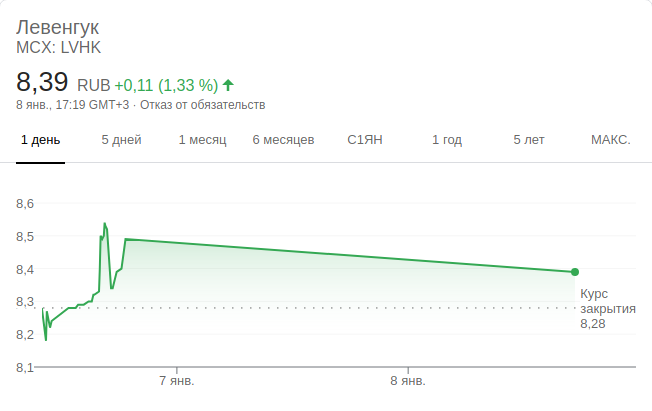 Левенгук
MCX: LVHK
8,39 RUB +0,11 (1,33 %)
8 янв., 17:19 GMT+3 · Отказ от обязательств
1 день 5 дней 1 месяц 6 месяцев С1ЯН 1 год 5 лет МАКС.
8,6
8,5
8,4
8,3
8,2
8,1
Курс
закрытия
8,28
7 янв. 8 янв.